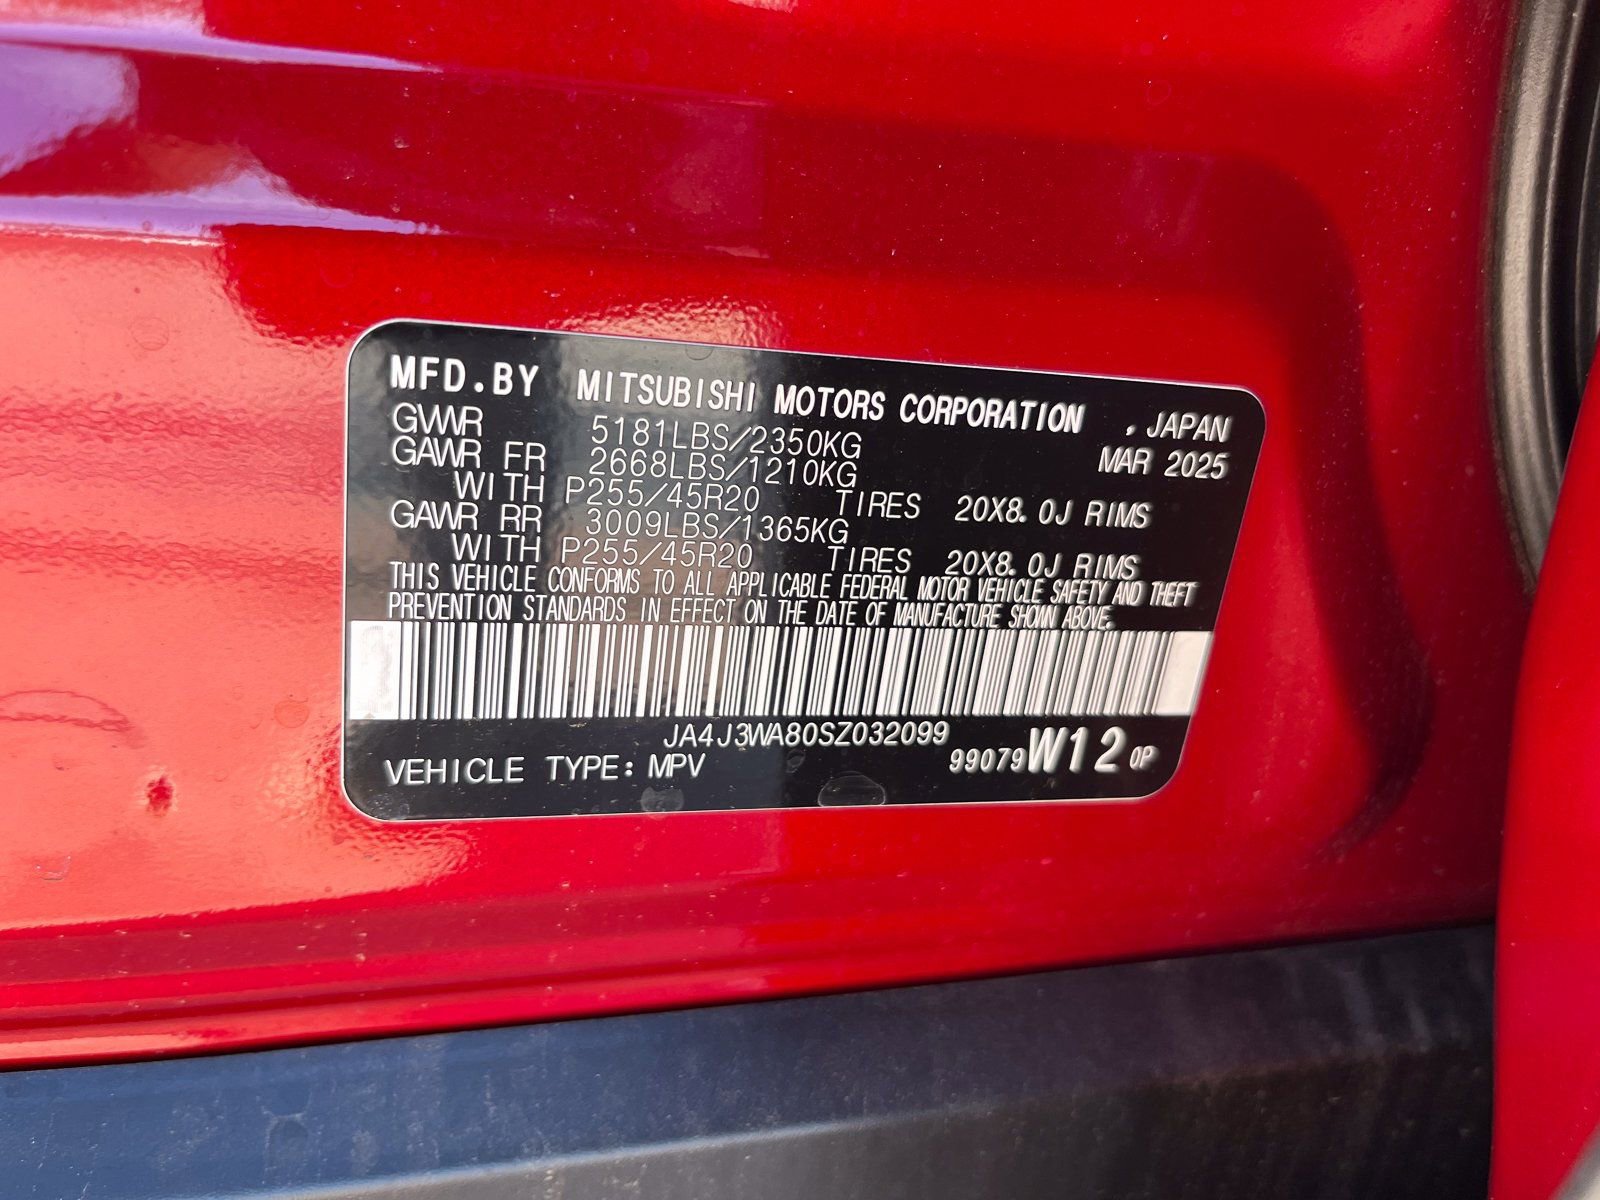 MFD.BY MITSUBISHI MOTORS CORPORATION , JAPAN
GVWR 5181LBS/2350KG MAR 2025
GAWR FR 2668LBS/1210KG
WITH P255/45R20 TIRES 20X8.0J RIMS
GAWR RR 3009LBS/1365KG
WITH P255/45R20 TIRES 20X8.0J RIMS
THIS VEHICLE CONFORMS TO ALL APPLICABLE FEDERAL MOTOR VEHICLE SAFETY AND THEFT
PREVENTION STANDARDS IN EFFECT ON THE DATE OF MANUFACTURE SHOWN ABOVE.
JA4J3WA80SZ032099
VEHICLE TYPE: MPV 99079 W12 0P